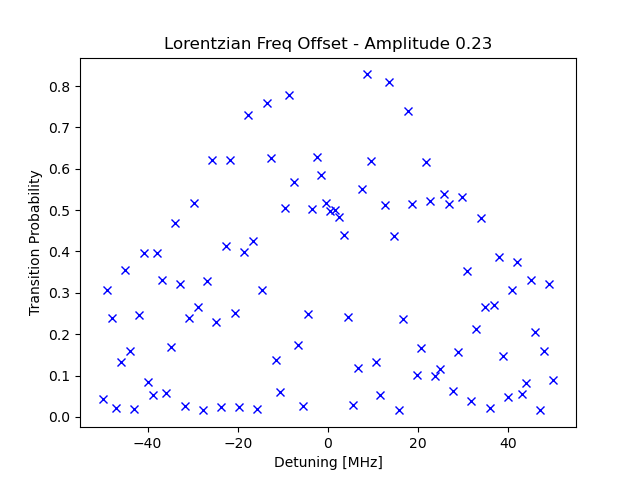 Lorentzian Freq Offset - Amplitude 0.23
Transition Probability
0.8
0.7
0.6
0.5
0.4
0.3
0.2
0.1
0.0
−40 −20 0 20 40
Detuning [MHz]